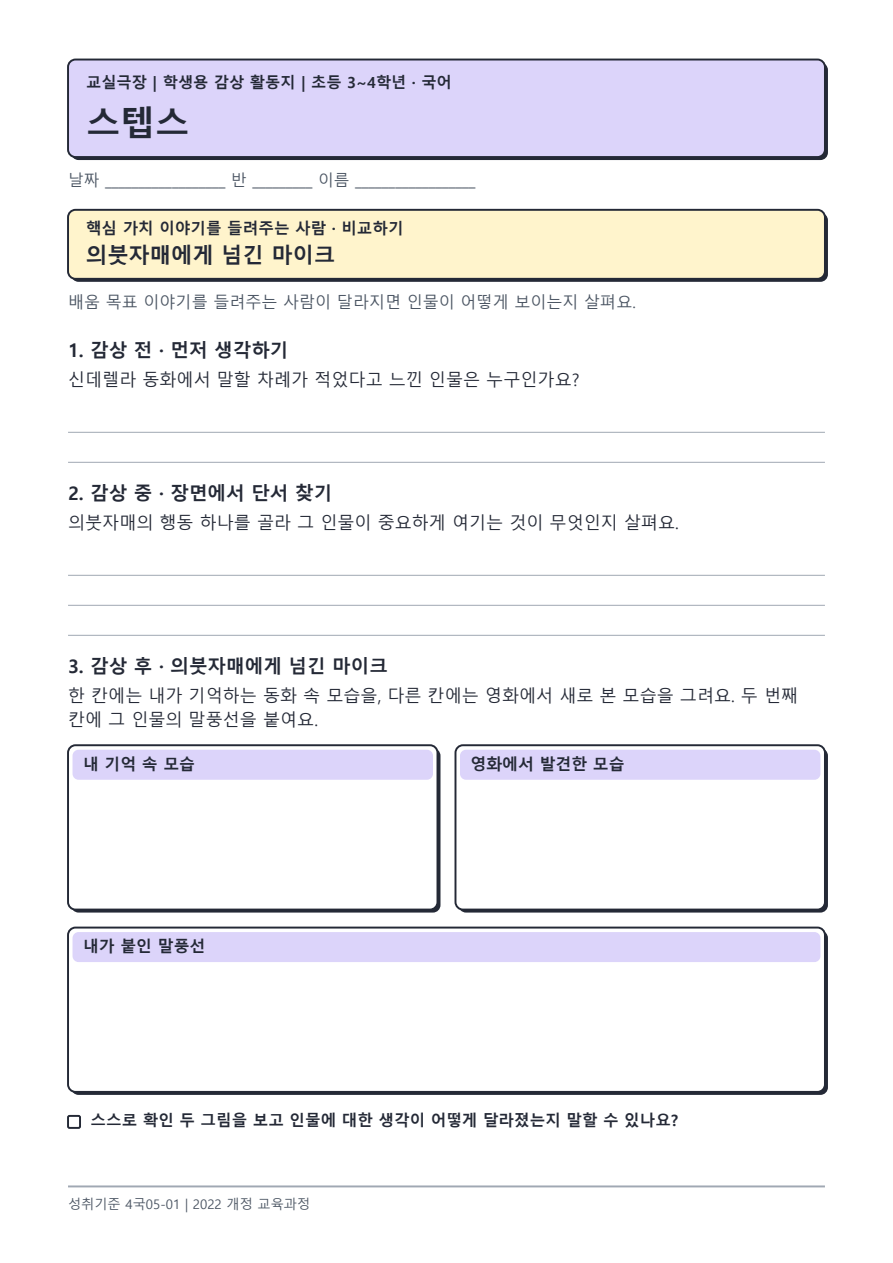 교실극장 | 학생용 감상 활동지 | 초등 3~4학년 · 국어
스텝스
날짜 ________________ 반 ________ 이름 ________________
핵심 가치 이야기를 들려주는 사람 · 비교하기
의붓자매에게 넘긴 마이크
배움 목표 이야기를 들려주는 사람이 달라지면 인물이 어떻게 보이는지 살펴요.
1. 감상 전 · 먼저 생각하기
신데렐라 동화에서 말할 차례가 적었다고 느낀 인물은 누구인가요?
2. 감상 중 · 장면에서 단서 찾기
의붓자매의 행동 하나를 골라 그 인물이 중요하게 여기는 것이 무엇인지 살펴요.
3. 감상 후 · 의붓자매에게 넘긴 마이크
한 칸에는 내가 기억하는 동화 속 모습을, 다른 칸에는 영화에서 새로 본 모습을 그려요. 두 번째
칸에 그 인물의 말풍선을 붙여요.
내 기억 속 모습
영화에서 발견한 모습
내가 붙인 말풍선
스스로 확인 두 그림을 보고 인물에 대한 생각이 어떻게 달라졌는지 말할 수 있나요?
성취기준 4국05-01 | 2022 개정 교육과정